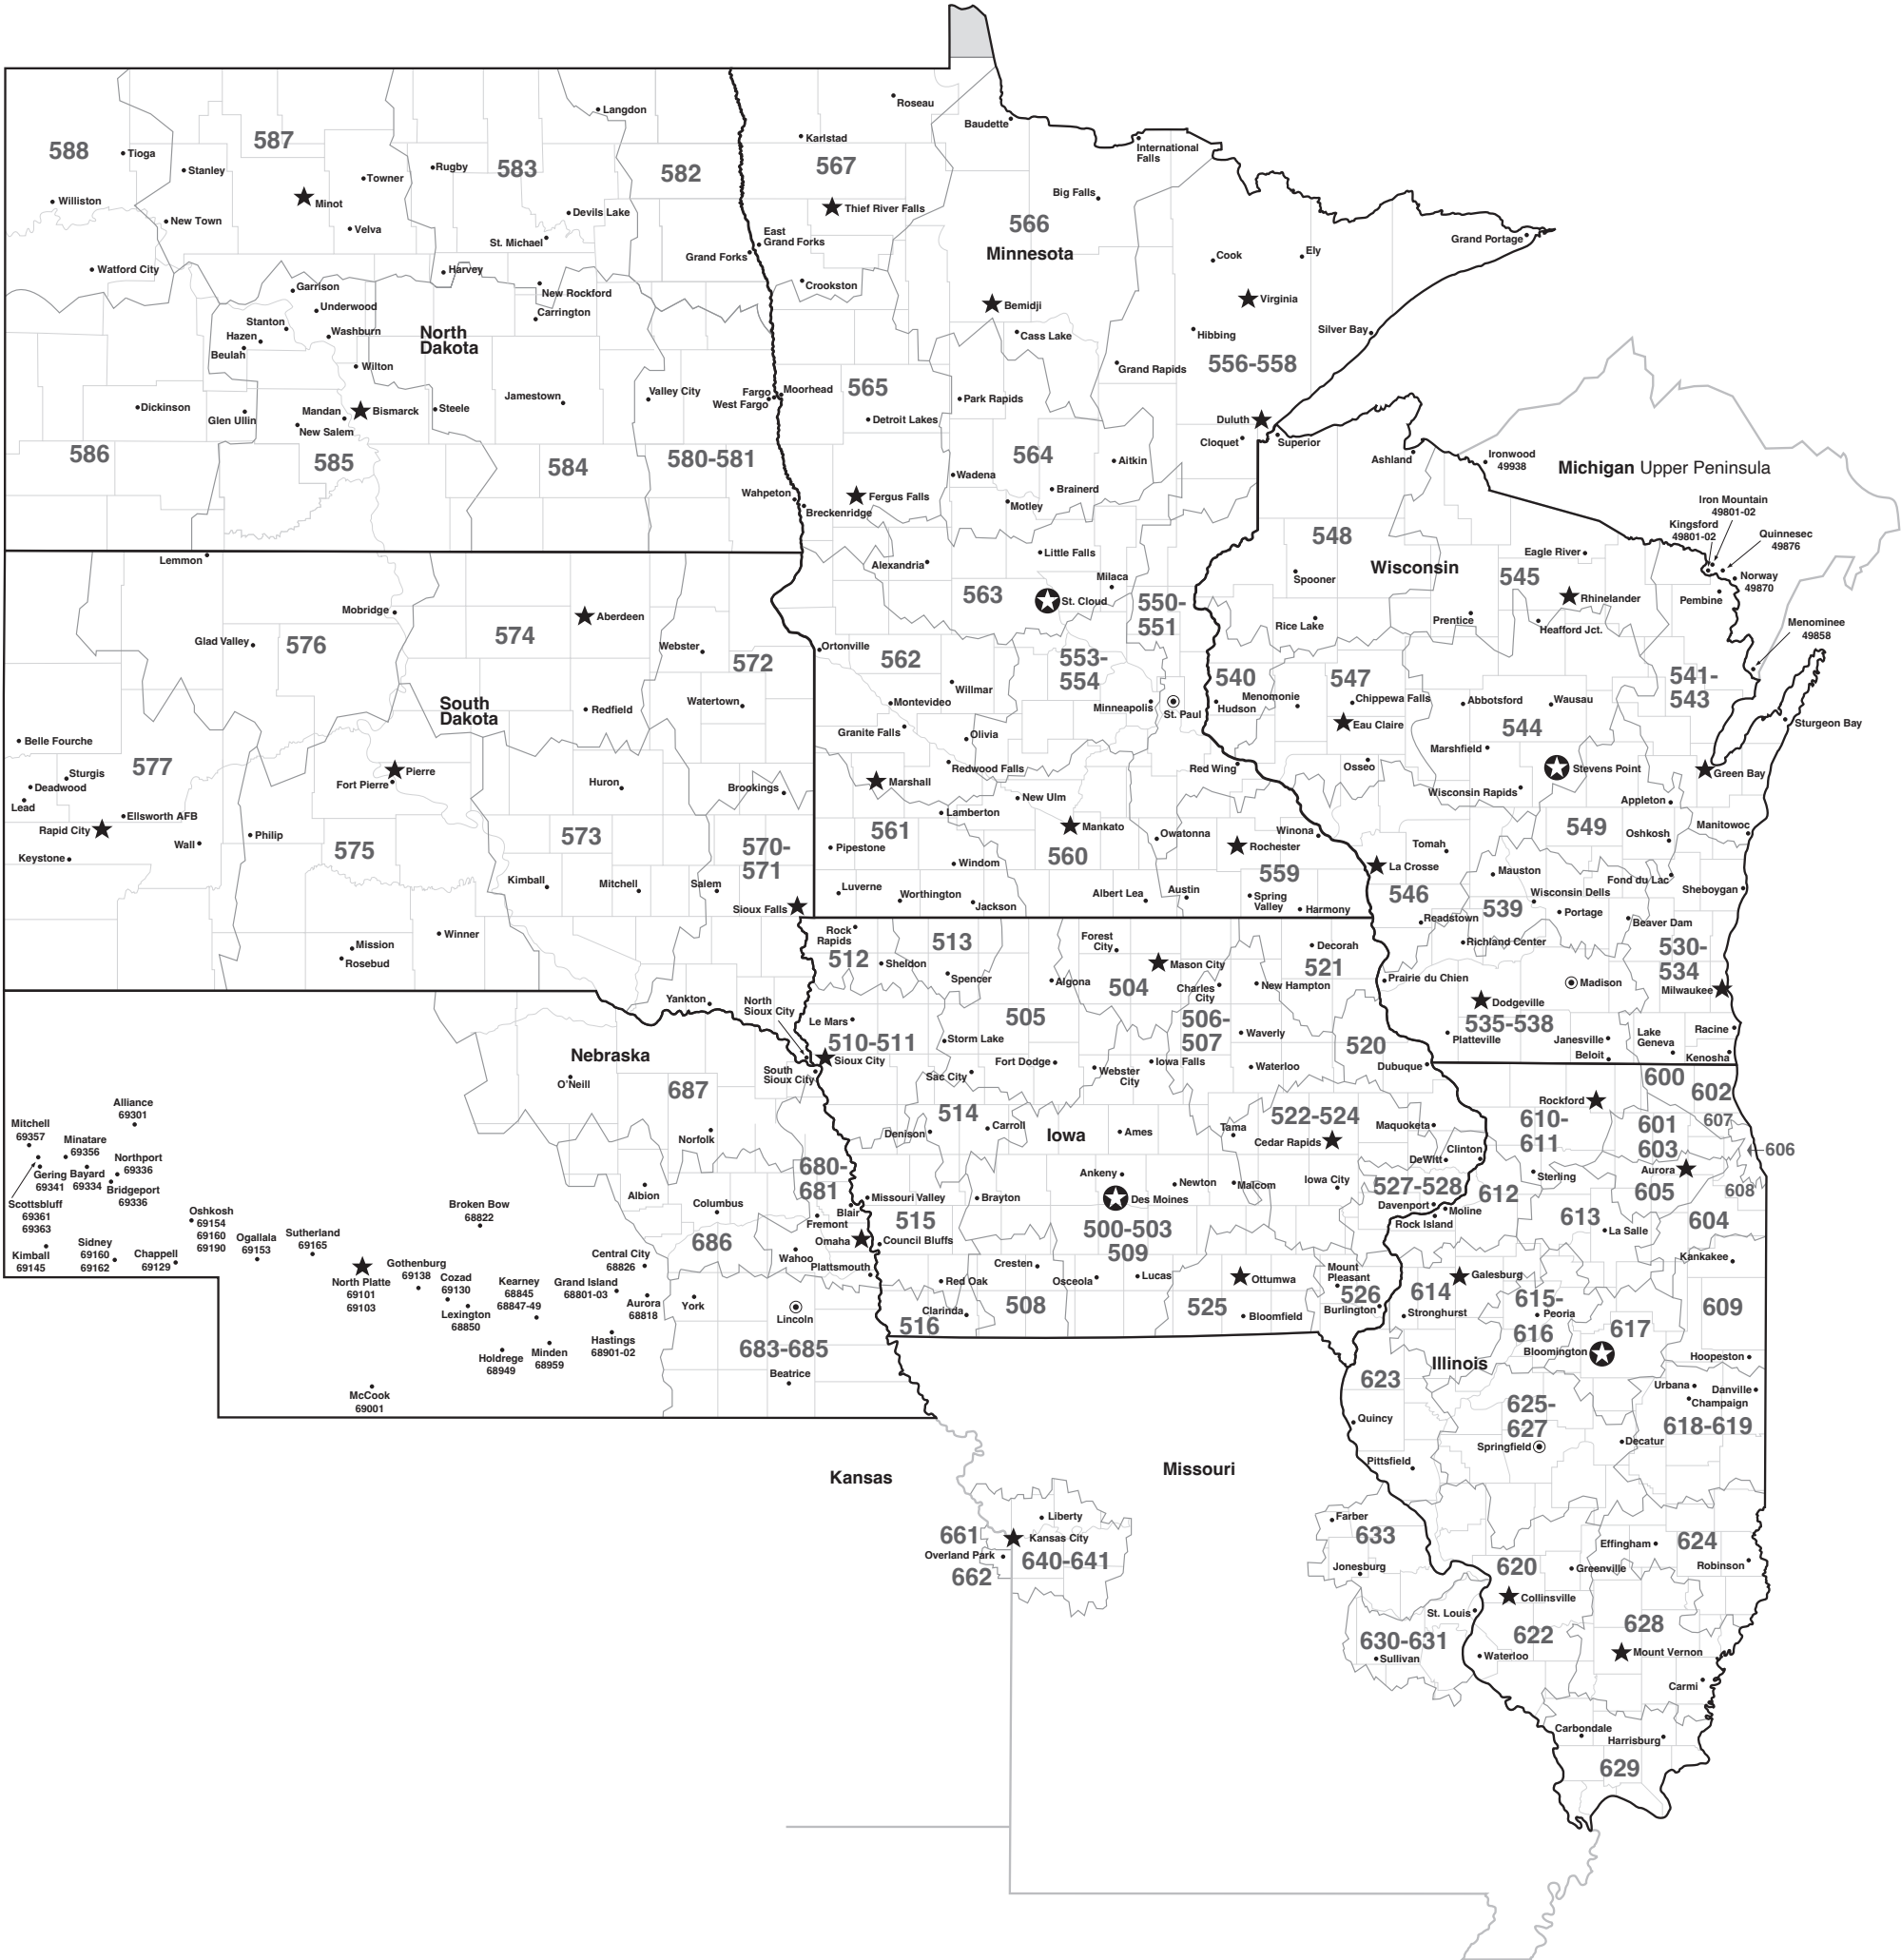 588
Tioga
Williston
Watford City
587
Stanley
New Town
Minot
Towner
Velva
583
Rugby
Langdon
Devils Lake
St. Michael
Harvey
New Rockford
Carrington
582
Grand Forks
Garrison
Underwood
Stanton
Hazen
Beulah
Washburn
Wilton
North
Dakota
Dickinson
Glen Ullin
Mandan
Bismarck
New Salem
Steele
Jamestown
Valley City
Fargo
West Fargo
586
585
584
580-581
Wahpeton
Roseau
Karlstad
567
Thief River Falls
East
Grand Forks
Crookston
Baudette
International
Falls
Big Falls
566
Minnesota
Bemidji
Cass Lake
Cook
Ely
Grand Portage
Virginia
Hibbing
Silver Bay
Grand Rapids
556-558
Moorhead
565
Detroit Lakes
Park Rapids
Duluth
Cloquet
564
Aitkin
Wadena
Brainerd
Motley
Fergus Falls
Breckenridge
Little Falls
Alexandria
Milaca
563
St. Cloud
550-
551
Ortonville
562
553-
554
Willmar
Montevideo
Minneapolis
St. Paul
Granite Falls
Olivia
Redwood Falls
Red Wing
Marshall
New Ulm
Lamberton
Mankato
Owatonna
Winona
561
Pipestone
560
Rochester
Windom
559
Luverne
Worthington
Jackson
Albert Lea
Austin
Spring
Valley
Harmony
Superior
Ashland
Ironwood
49938
Michigan Upper Peninsula
Iron Mountain
49801-02
Kingsford
49801-02
Quinnesec
49876
Norway
49870
Menominee
49858
548
Wisconsin
Spooner
Rice Lake
Eagle River
545
Rhinelander
Prentice
Heafford Jct.
Pembine
540
Hudson
Menomonie
547
Chippewa Falls
Eau Claire
Abbotsford
Wausau
544
541-
543
Sturgeon Bay
Osseo
Marshfield
Stevens Point
Green Bay
Wisconsin Rapids
Appleton
549
Oshkosh
Manitowoc
La Crosse
Tomah
546
Mauston
Wisconsin Dells
Fond du Lac
Sheboygan
539
Readstown
Portage
Beaver Dam
Richland Center
530-
534
Milwaukee
Prairie du Chien
Madison
Dodgeville
535-538
Platteville
Janesville
Beloit
Lake
Geneva
Racine
Kenosha
Lemmon
Mobridge
Glad Valley
576
574
Aberdeen
Webster
572
South
Dakota
Redfield
Watertown
Belle Fourche
577
Sturgis
Deadwood
Lead
Ellsworth AFB
Rapid City
Keystone
Wall
Philip
Pierre
Fort Pierre
575
Huron
Brookings
573
570-
571
Kimball
Mitchell
Salem
Sioux Falls
Winner
Mission
Rosebud
Yankton
North
Sioux City
Rock
Rapids
512
513
Sheldon
Spencer
Forest
City
Algona
Mason City
504
Charles
City
Decorah
521
New Hampton
Le Mars
510-511
Sioux City
505
Storm Lake
Fort Dodge
506-
507
Waverly
Waterloo
520
Dubuque
Sac City
Webster
City
Iowa Falls
514
Denison
Carroll
Iowa
Ames
522-524
Tama
Cedar Rapids
Maquoketa
DeWitt
Clinton
Ankeny
Newton
Malcom
Iowa City
527-528
Davenport
Missouri Valley
Brayton
Des Moines
515
Council Bluffs
500-503
509
Red Oak
Creston
Osceola
Lucas
Ottumwa
Mount
Pleasant
526
Burlington
Clarinda
516
508
525
Bloomfield
Nebraska
O'Neill
687
South
Sioux City
Norfolk
680-
681
Albion
Columbus
Blair
Fremont
Omaha
686
Wahoo
Plattsmouth
York
Lincoln
683-685
Beatrice
Alliance
69301
Mitchell
69357
Minatare
69356
Northport
69336
Gering
69341
Bayard
69334
Bridgeport
69336
Scottsbluff
69361
69363
Kimball
69145
Sidney
69160
69162
Chappell
69129
Oshkosh
69154
69160
69190
Ogallala
69153
Sutherland
69165
North Platte
69101
69103
Broken Bow
68822
Gothenburg
69138
Cozad
69130
Lexington
68850
Kearney
68845
68847-49
Central City
68826
Grand Island
68801-03
Aurora
68818
Holdrege
68949
Minden
68959
Hastings
68901-02
McCook
69001
600
602
Rockford
610-
611
601
603
607
606
Aurora
605
608
Sterling
612
Moline
Rock Island
613
La Salle
604
Kankakee
Galesburg
614
Stronghurst
615-
616
Peoria
617
609
Bloomington
Hoopeston
Illinois
623
Urbana
Champaign
Danville
618-619
625-
627
Springfield
Decatur
Quincy
Pittsfield
Kansas
Missouri
Liberty
661
Kansas City
Overland Park
640-641
662
Farber
633
Jonesburg
St. Louis
630-631
Sullivan
620
Greenville
Effingham
624
Robinson
Collinsville
622
Waterloo
628
Mount Vernon
Carmi
Carbondale
Harrisburg
629